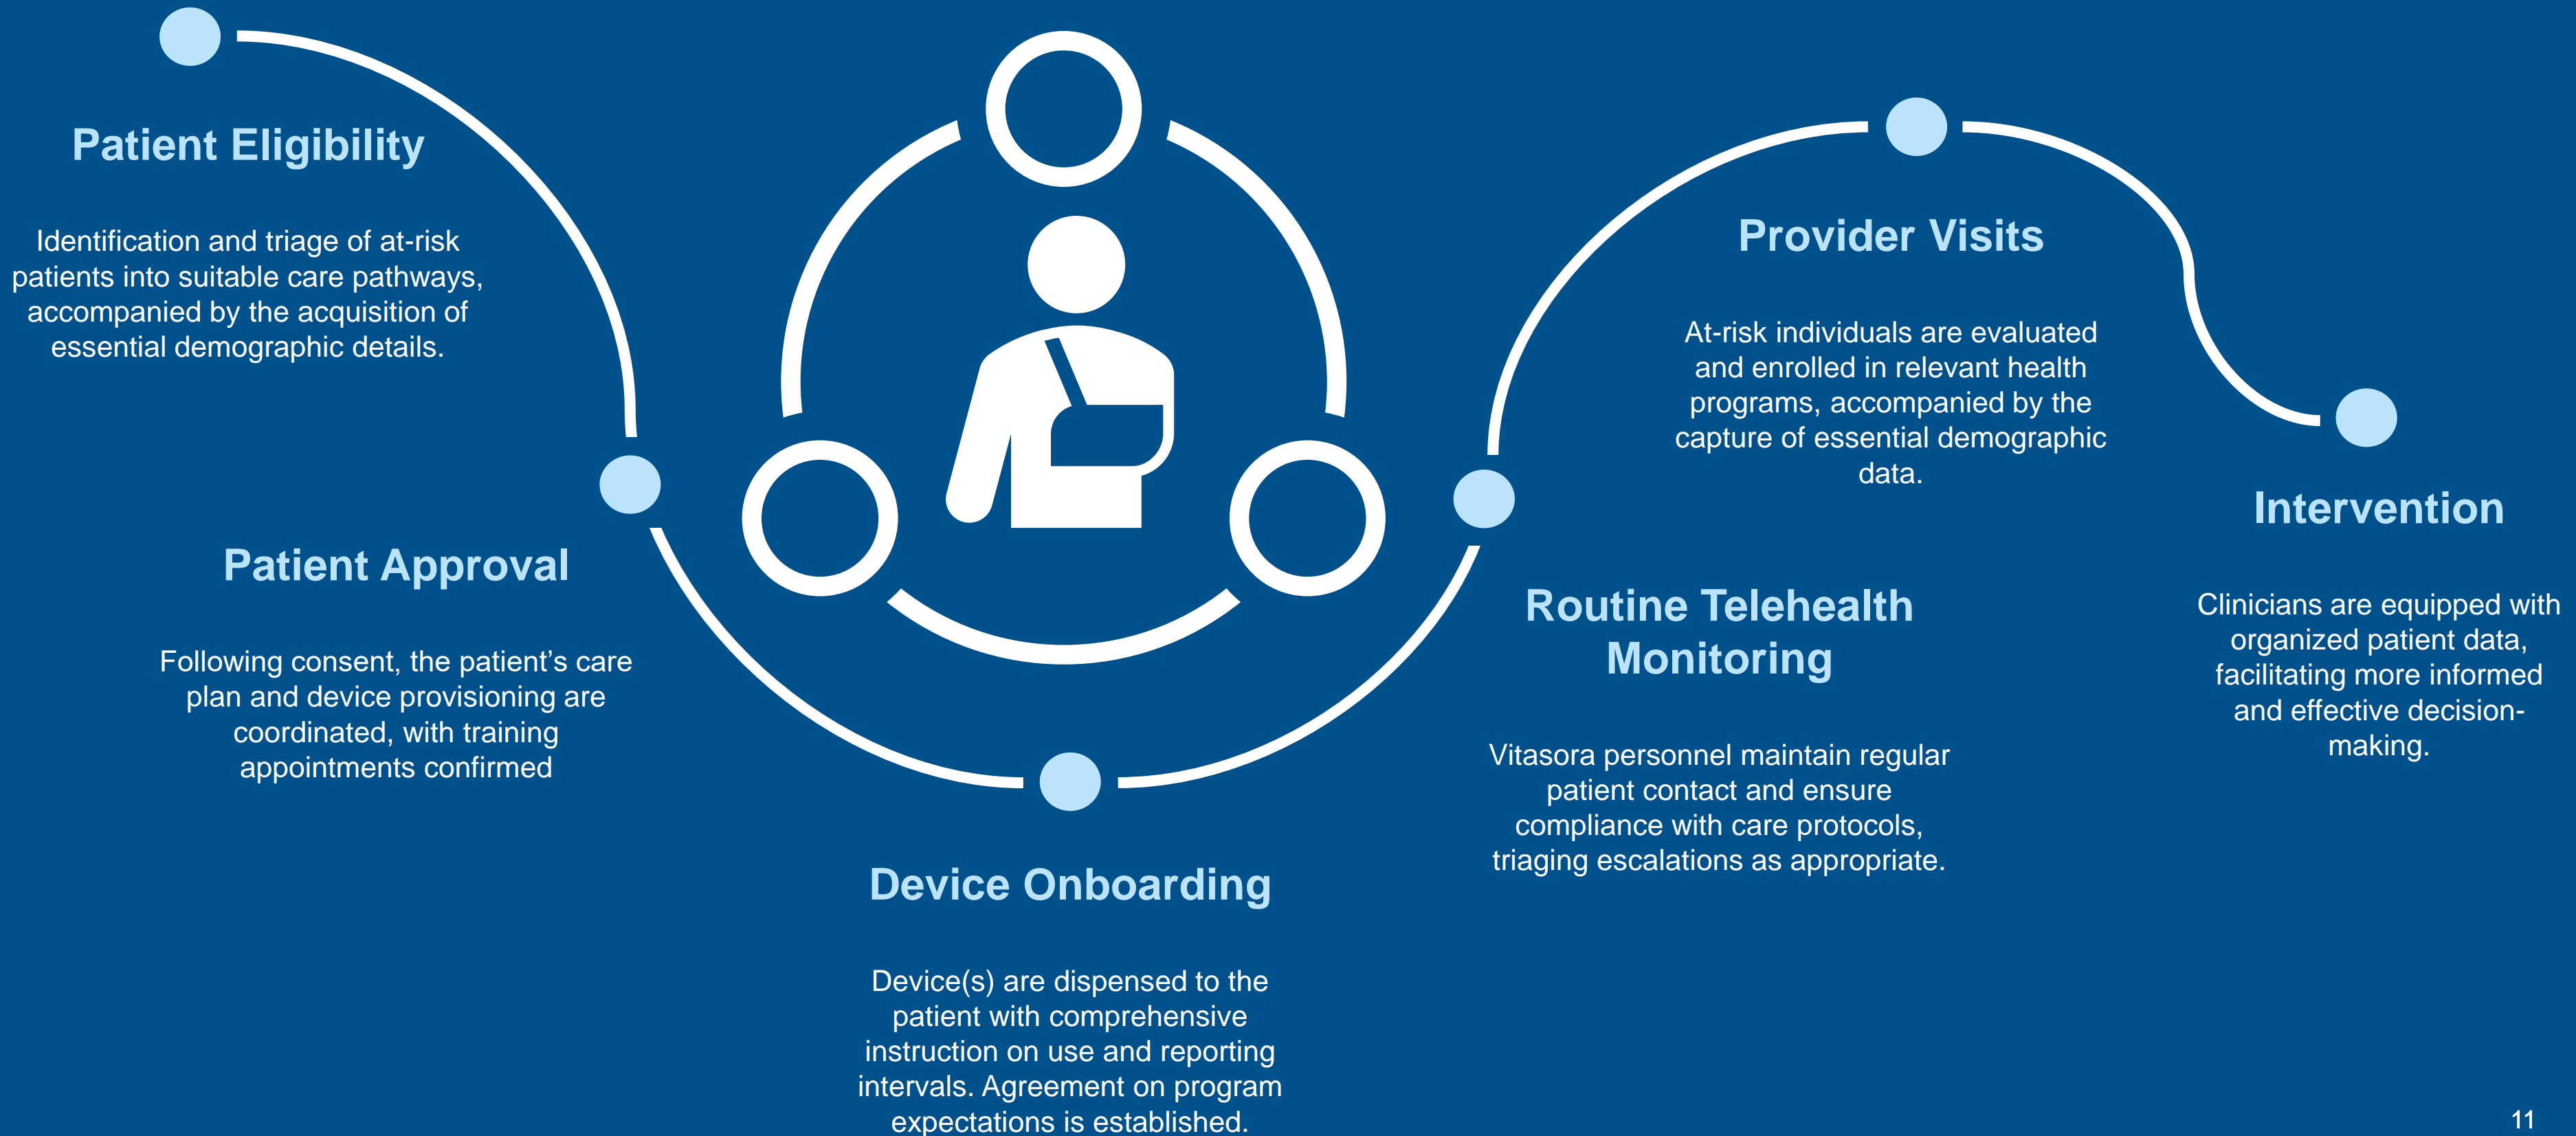 Patient Eligibility
Identification and triage of at-risk
patients into suitable care pathways,
accompanied by the acquisition of
essential demographic details.
Patient Approval
Following consent, the patient’s care
plan and device provisioning are
coordinated, with training
appointments confirmed
Device Onboarding
Device(s) are dispensed to the
patient with comprehensive
instruction on use and reporting
intervals. Agreement on program
expectations is established.
Routine Telehealth
Monitoring
Vitasora personnel maintain regular
patient contact and ensure
compliance with care protocols,
triaging escalations as appropriate.
Provider Visits
At-risk individuals are evaluated
and enrolled in relevant health
programs, accompanied by the
capture of essential demographic
data.
Intervention
Clinicians are equipped with
organized patient data,
facilitating more informed
and effective decision-
making.
11